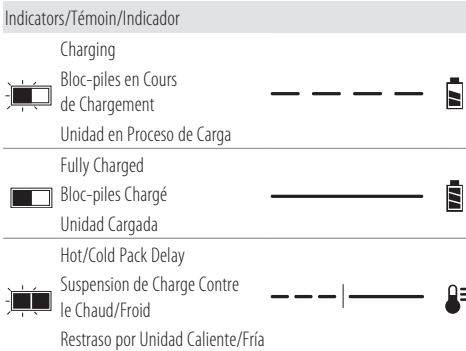 Indicators/Témoin/Indicador
Charging
Bloc-piles en Cours
de Chargement
Unidad en Proceso de Carga
Fully Charged
Bloc-piles Chargé
Unidad Cargada
Hot/Cold Pack Delay
Suspension de Charge Contre
le Chaud/Froid
Restraso por Unidad Caliente/Fría